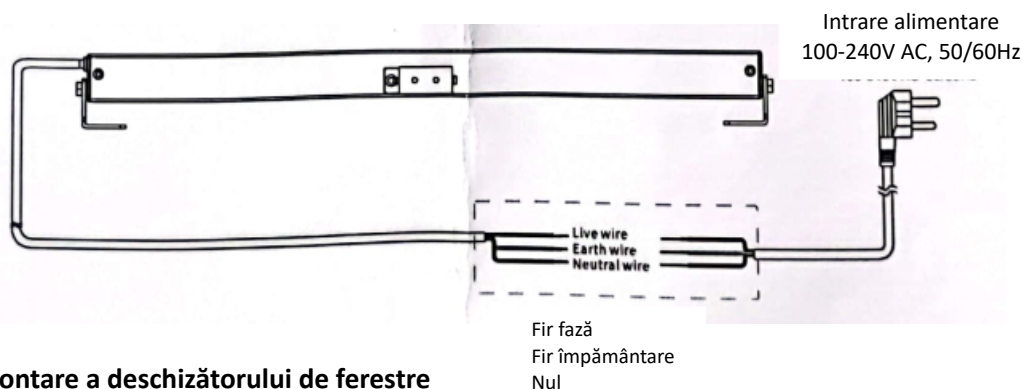 Intrare alimentare
100-240V AC, 50/60Hz
Live wire
Earth wire
Neutral wire
Fir fază
Fir împământare
Nul
ontare a deschizătorului de ferestre